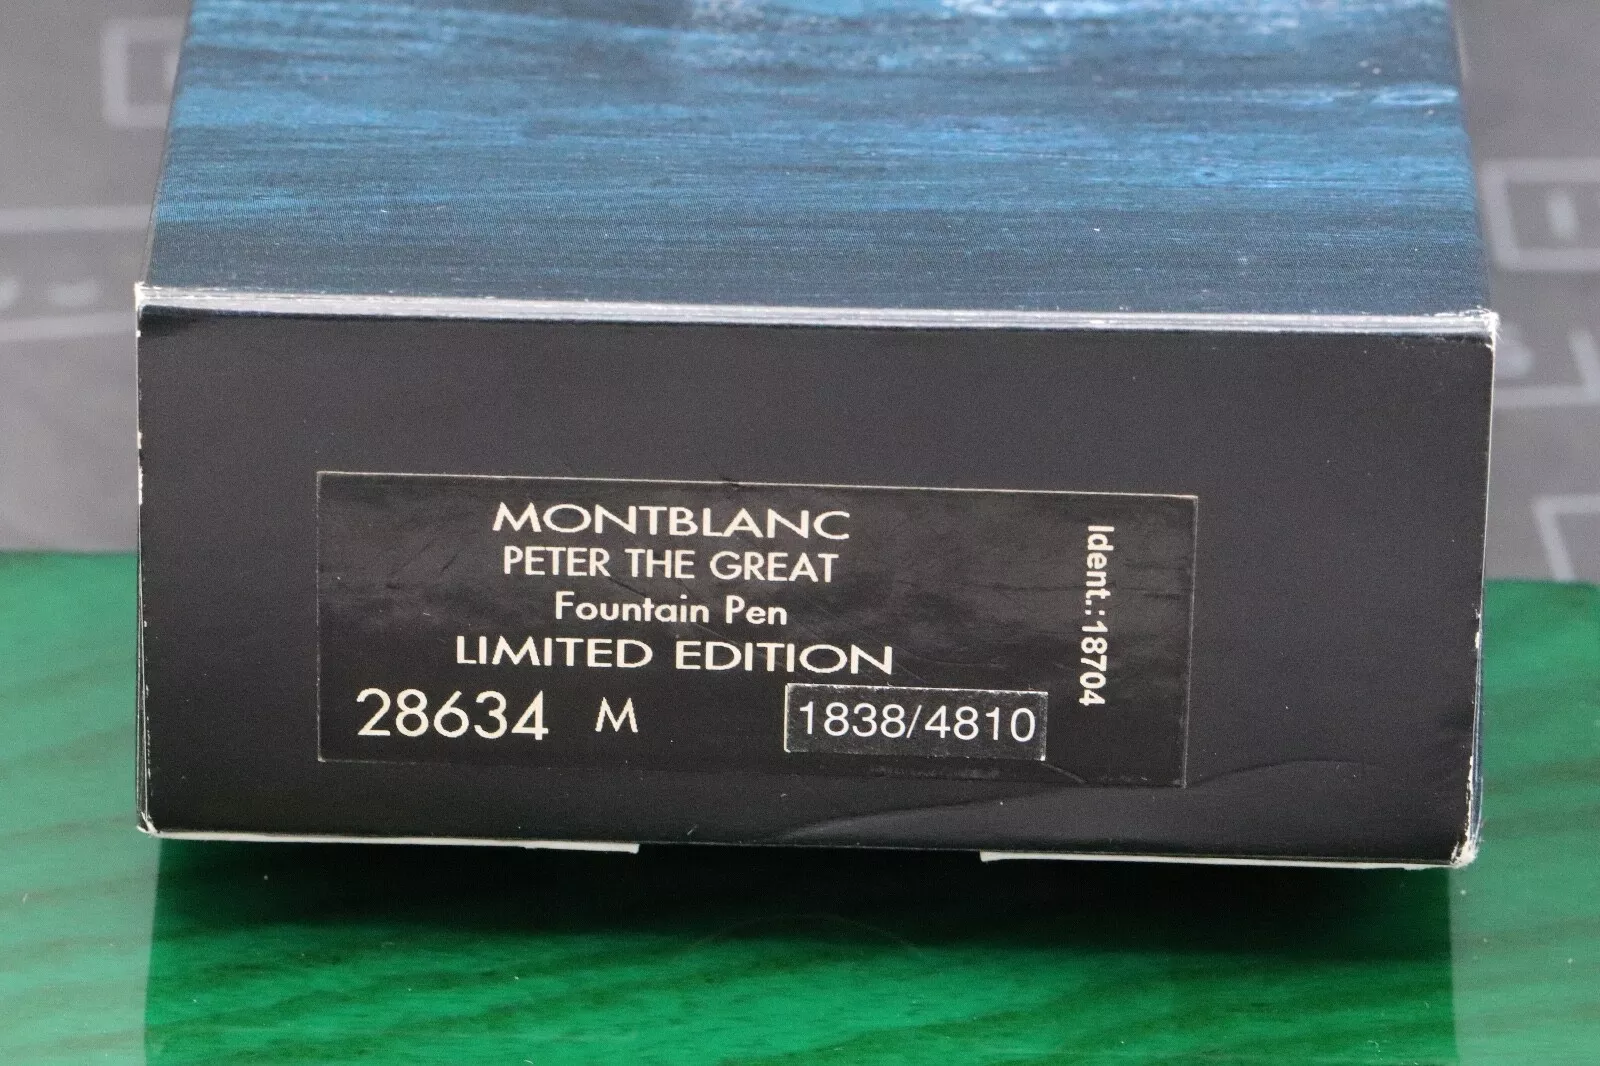 MONTBLANC
PETER THE GREAT
Fountain Pen
LIMITED EDITION
28634 M 1838/4810
Ident.:18704